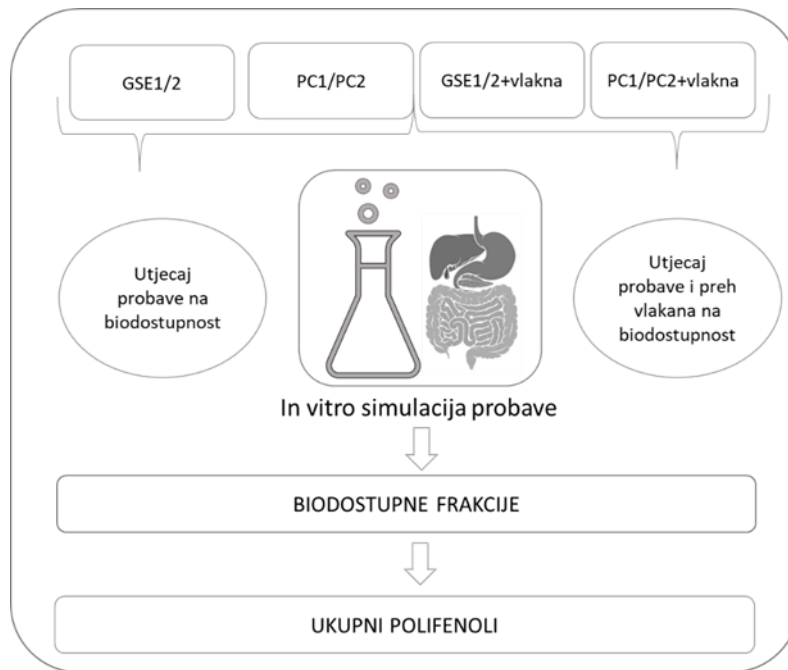 GSE1/2
PC1/PC2
GSE1/2+vlakna
PC1/PC2+vlakna
Utjecaj
probave na
biodostupnost
Utjecaj
probave i preh
vlakana na
biodostupnost
In vitro simulacija probave
BIODOSTUPNE FRAKCIJE
UKUPNI POLIFENOLI